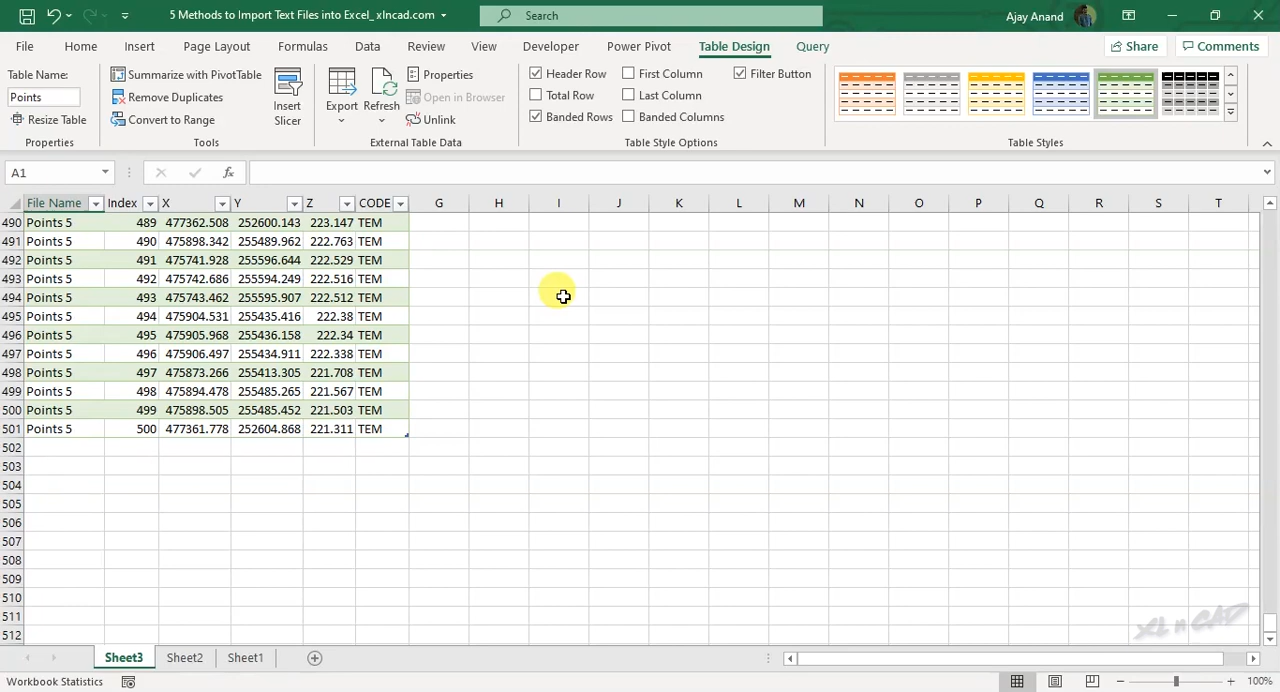 5 Methods to Import Text Files into Excel_ xlncad.com
Search
Ajay Anand
File Home Insert Page Layout Formulas Data Review View Developer Power Pivot Table Design Query Share Comments
Table Name:
Points
Resize Table
Properties
Summarize with PivotTable
Remove Duplicates
Convert to Range
Insert
Slicer
Tools
Export
Refresh
Properties
Open in Browser
Unlink
External Table Data
Header Row First Column Filter Button
Total Row Last Column
Banded Rows Banded Columns
Table Style Options
Table Styles
A1 fx
File Name Index X Y Z CODE G H I J K L M N O P Q R S T
490 Points 5 489 477362.508 252600.143 223.147 TEM
491 Points 5 490 475898.342 255489.962 222.763 TEM
492 Points 5 491 475741.928 255596.644 222.529 TEM
493 Points 5 492 475742.686 255594.249 222.516 TEM
494 Points 5 493 475743.462 255595.907 222.512 TEM
495 Points 5 494 475904.531 255435.416 222.38 TEM
496 Points 5 495 475905.968 255436.158 222.34 TEM
497 Points 5 496 475906.497 255434.911 222.338 TEM
498 Points 5 497 475873.266 255413.305 221.708 TEM
499 Points 5 498 475894.478 255485.265 221.567 TEM
500 Points 5 499 475898.505 255485.452 221.503 TEM
501 Points 5 500 477361.778 252604.868 221.311 TEM
502
503
504
505
506
507
508
509
510
511
512
XL n CAD
Sheet3 Sheet2 Sheet1
Workbook Statistics
100%